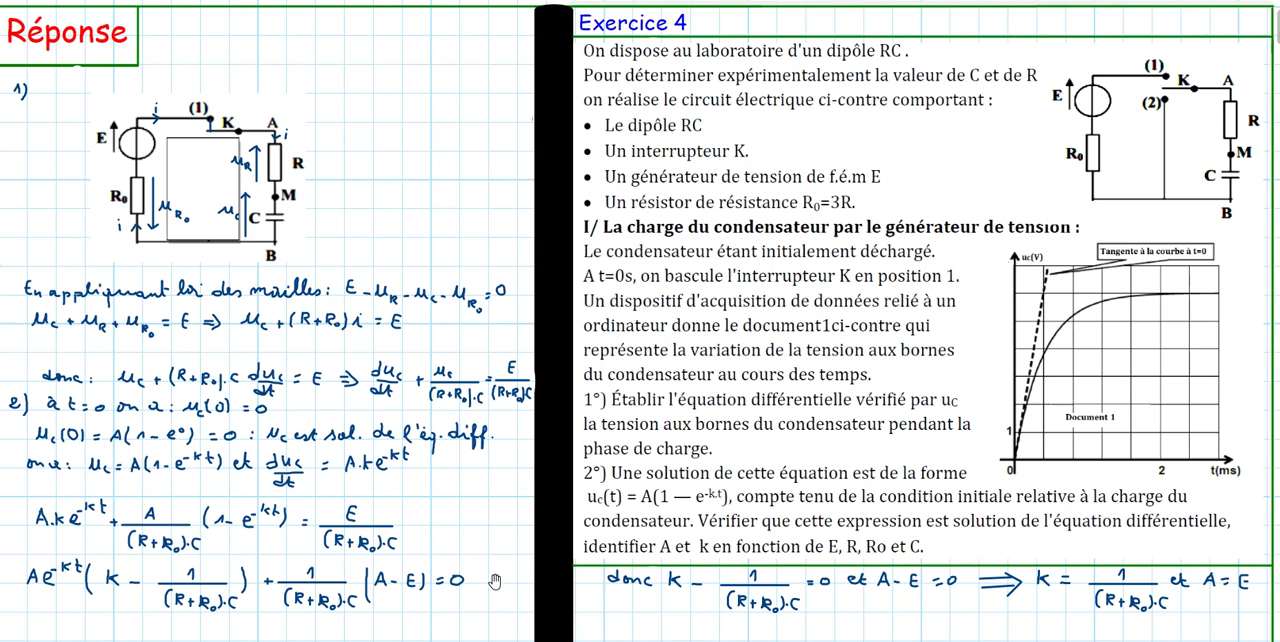 Réponse
1)
i (1) K A i
E u_R R
R₀ u_R₀ u_c C M
i
B
En appliquant loi des mailles : E - u_R - u_c - u_R₀ = 0
u_c + u_R + u_R₀ = E ⇒ u_c + (R+R₀) i = E
donc : u_c + (R+R₀).C du_c/dt = E ⇒ du_c/dt + u_c/(R+R₀).C = E/(R+R₀)C
2) à t=0 on a : u_c(0) = 0
u_c(0) = A(1 - e⁰) = 0 : u_c est sol. de l'éq. diff.
on a : u_c = A(1-e^-kt) et du_c/dt = A.k e^-kt
A.k e^-kt + A/(R+R₀).C (1-e^-kt) = E/(R+R₀).C
A e^-kt (k - 1/(R+R₀).C) + 1/(R+R₀).C (A-E) = 0
Exercice 4
On dispose au laboratoire d'un dipôle RC .
Pour déterminer expérimentalement la valeur de C et de R
on réalise le circuit électrique ci-contre comportant :
• Le dipôle RC
• Un interrupteur K.
• Un générateur de tension de f.é.m E
• Un résistor de résistance R₀=3R.
(1) K A
E (2) R
R₀ M
C
B
I/ La charge du condensateur par le générateur de tension :
Le condensateur étant initialement déchargé.
A t=0s, on bascule l'interrupteur K en position 1.
Un dispositif d'acquisition de données relié à un
ordinateur donne le document1ci-contre qui
représente la variation de la tension aux bornes
du condensateur au cours des temps.
1°) Établir l'équation différentielle vérifié par u_C
la tension aux bornes du condensateur pendant la
phase de charge.
2°) Une solution de cette équation est de la forme
u_c(t) = A(1 — e^-k.t), compte tenu de la condition initiale relative à la charge du
condensateur. Vérifier que cette expression est solution de l'équation différentielle,
identifier A et k en fonction de E, R, Ro et C.
u_c(V)
Tangente à la courbe à t=0
Document 1
1
0 2 t(ms)
donc k - 1/(R+R₀).C = 0 et A-E = 0 ⇒ k = 1/(R+R₀).C et A = E